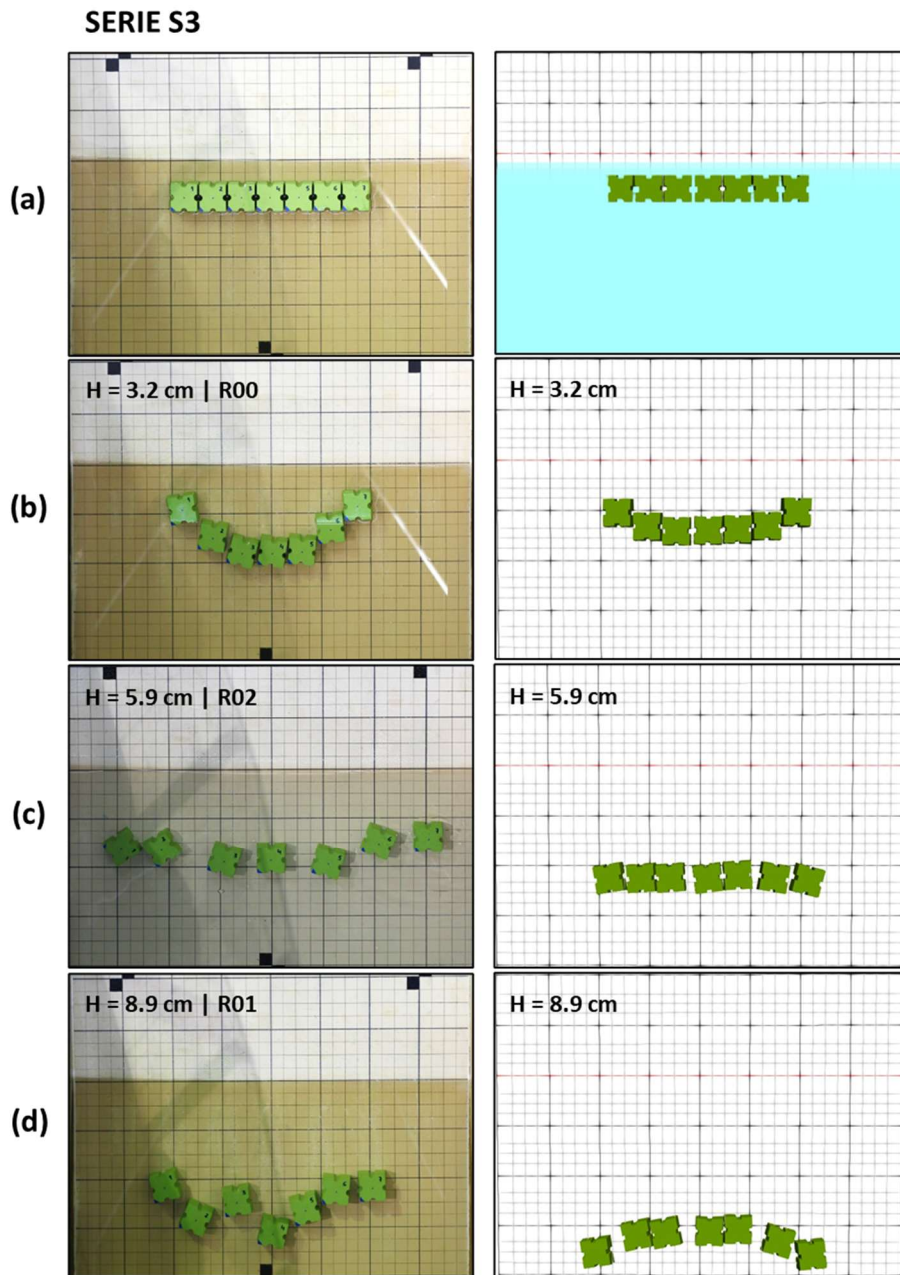 SERIE S3
(a)
(b)
H = 3.2 cm | R00
H = 3.2 cm
(c)
H = 5.9 cm | R02
H = 5.9 cm
(d)
H = 8.9 cm | R01
H = 8.9 cm